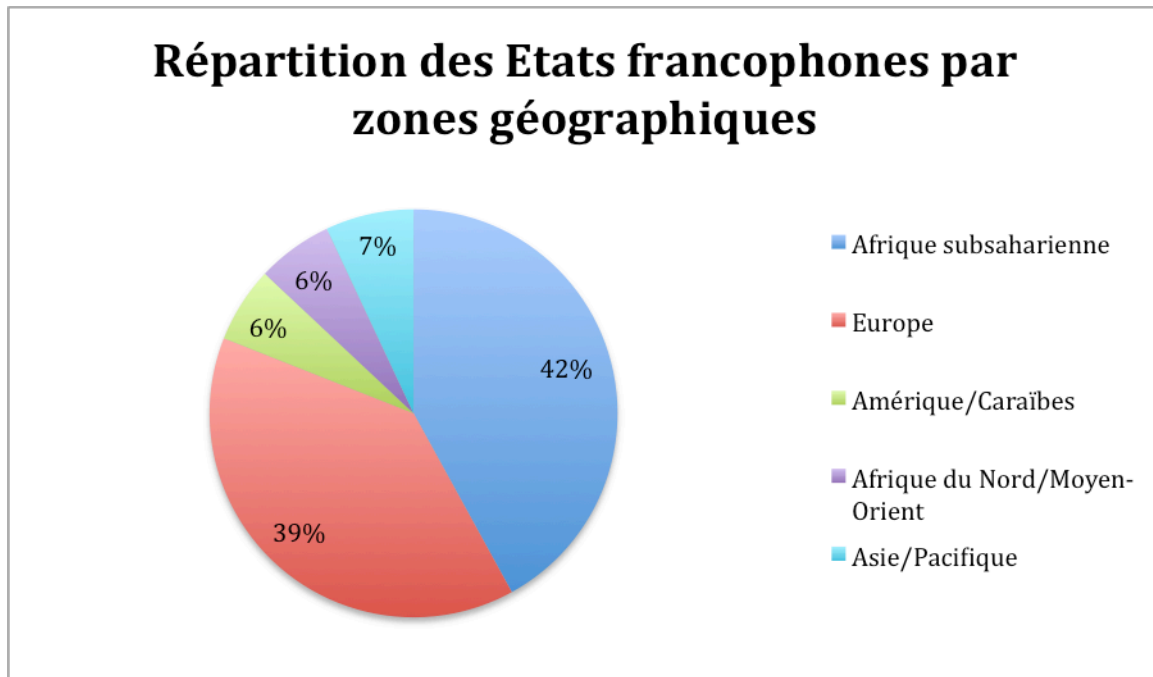 Répartition des Etats francophones par
zones géographiques
7%
6%
6%
42%
39%
Afrique subsaharienne
Europe
Amérique/Caraïbes
Afrique du Nord/Moyen-
Orient
Asie/Pacifique